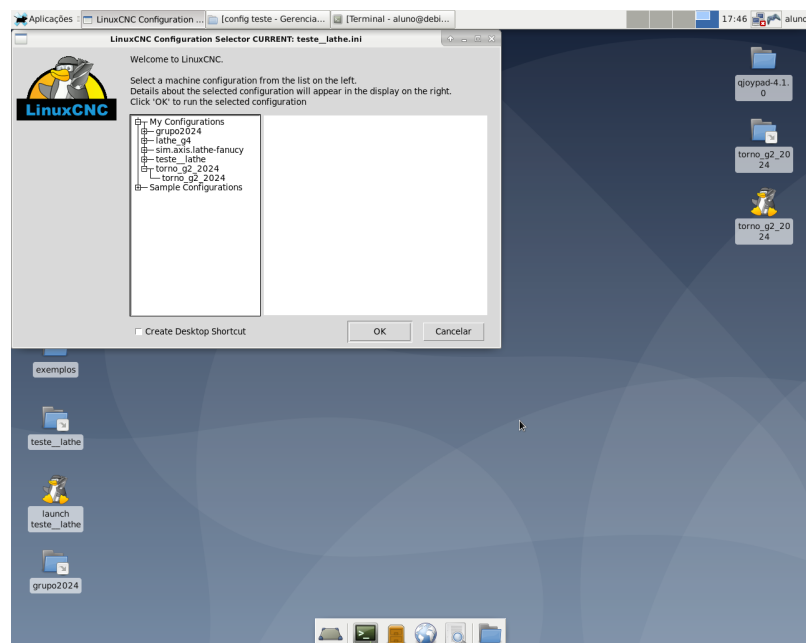 Aplicações
LinuxCNC Configuration ...
[config teste - Gerencia...
[Terminal - aluno@debi...
17:46
aluno
LinuxCNC Configuration Selector CURRENT: teste__lathe.ini
LinuxCNC
Welcome to LinuxCNC.
Select a machine configuration from the list on the left.
Details about the selected configuration will appear in the display on the right.
Click 'OK' to run the selected configuration
My Configurations
grupo2024
lathe_g4
sim.axis.lathe-fanucy
teste__lathe
torno_g2_2024
torno_g2_2024
Sample Configurations
Create Desktop Shortcut
OK
Cancelar
qjoypad-4.1.
0
torno_g2_20
24
torno_g2_20
24
exemplos
teste__lathe
launch
teste__lathe
grupo2024